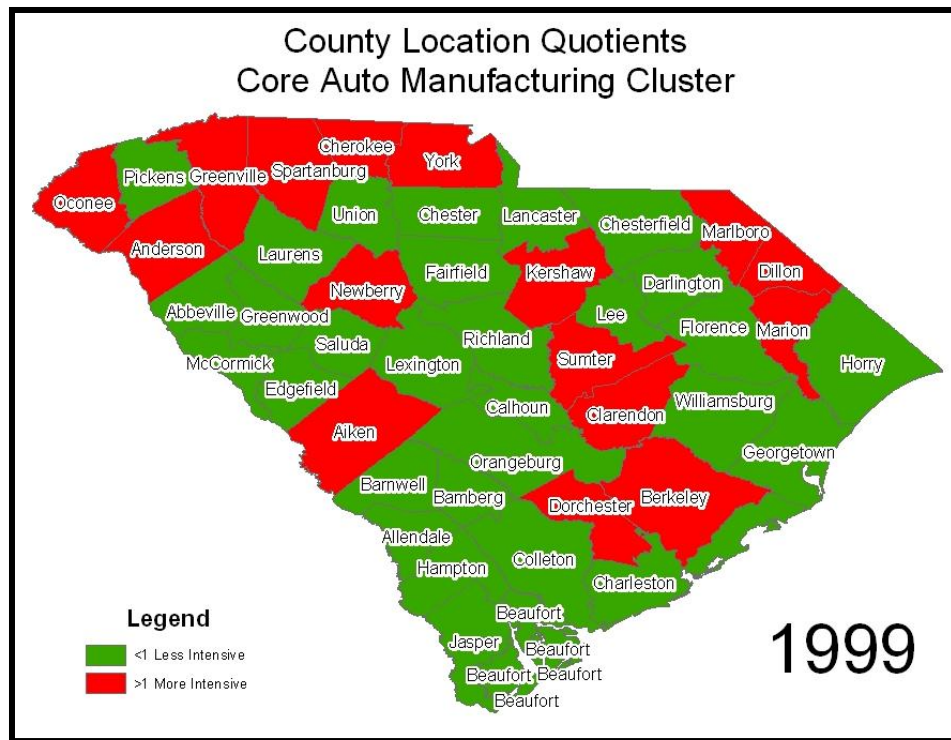 County Location Quotients
Core Auto Manufacturing Cluster
Cherokee
York
Pickens
Greenville
Spartanburg
Oconee
Union
Chester
Lancaster
Chesterfield
Marlboro
Anderson
Laurens
Fairfield
Kershaw
Dillon
Newberry
Darlington
Abbeville
Greenwood
Lee
Florence
Marion
Saluda
Richland
McCormick
Lexington
Sumter
Horry
Edgefield
Calhoun
Clarendon
Williamsburg
Aiken
Georgetown
Orangeburg
Barnwell
Bamberg
Dorchester
Berkeley
Allendale
Colleton
Hampton
Charleston
Beaufort
Jasper
Beaufort
Beaufort
Beaufort
Beaufort
Legend
<1 Less Intensive
>1 More Intensive
1999